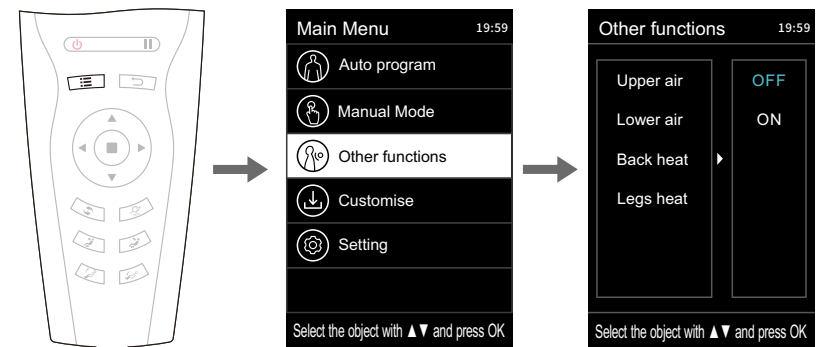 Main Menu 19:59
Auto program
Manual Mode
Other functions
Customise
Setting
Select the object with ▲▼ and press OK
Other functions 19:59
Upper air OFF
Lower air ON
Back heat
Legs heat
Select the object with ▲▼ and press OK